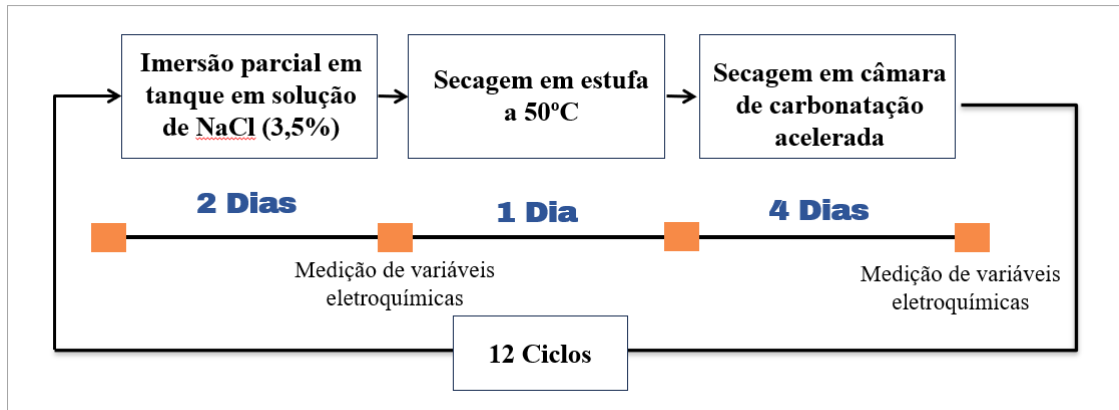 Imersão parcial em
tanque em solução
de NaCl (3,5%)
Secagem em estufa
a 50ºC
Secagem em câmara
de carbonatação
acelerada
2 Dias
1 Dia
4 Dias
Medição de variáveis
eletroquímicas
Medição de variáveis
eletroquímicas
12 Ciclos